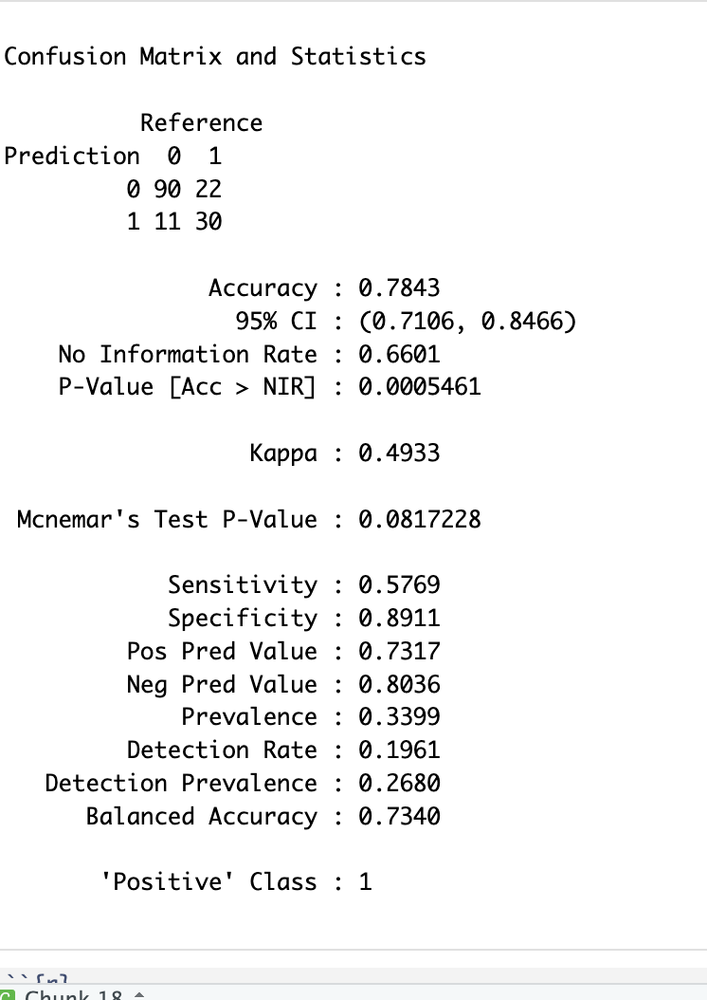 Confusion Matrix and Statistics
Reference
Prediction 0 1
0 90 22
1 11 30
Accuracy : 0.7843
95% CI : (0.7106, 0.8466)
No Information Rate : 0.6601
P-Value [Acc > NIR] : 0.0005461
Kappa : 0.4933
Mcnemar's Test P-Value : 0.0817228
Sensitivity : 0.5769
Specificity : 0.8911
Pos Pred Value : 0.7317
Neg Pred Value : 0.8036
Prevalence : 0.3399
Detection Rate : 0.1961
Detection Prevalence : 0.2680
Balanced Accuracy : 0.7340
'Positive' Class : 1
Chunk 18